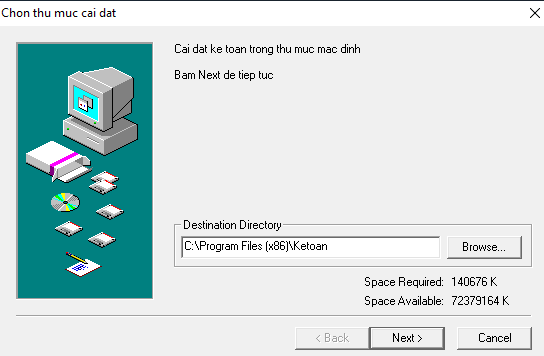 Chon thu muc cai dat
Cai dat ke toan trong thu muc mac dinh
Bam Next de tiep tuc
Destination Directory
C:\Program Files (x86)\Ketoan
Browse...
Space Required: 140676 K
Space Available: 72379164 K
< Back
Next >
Cancel